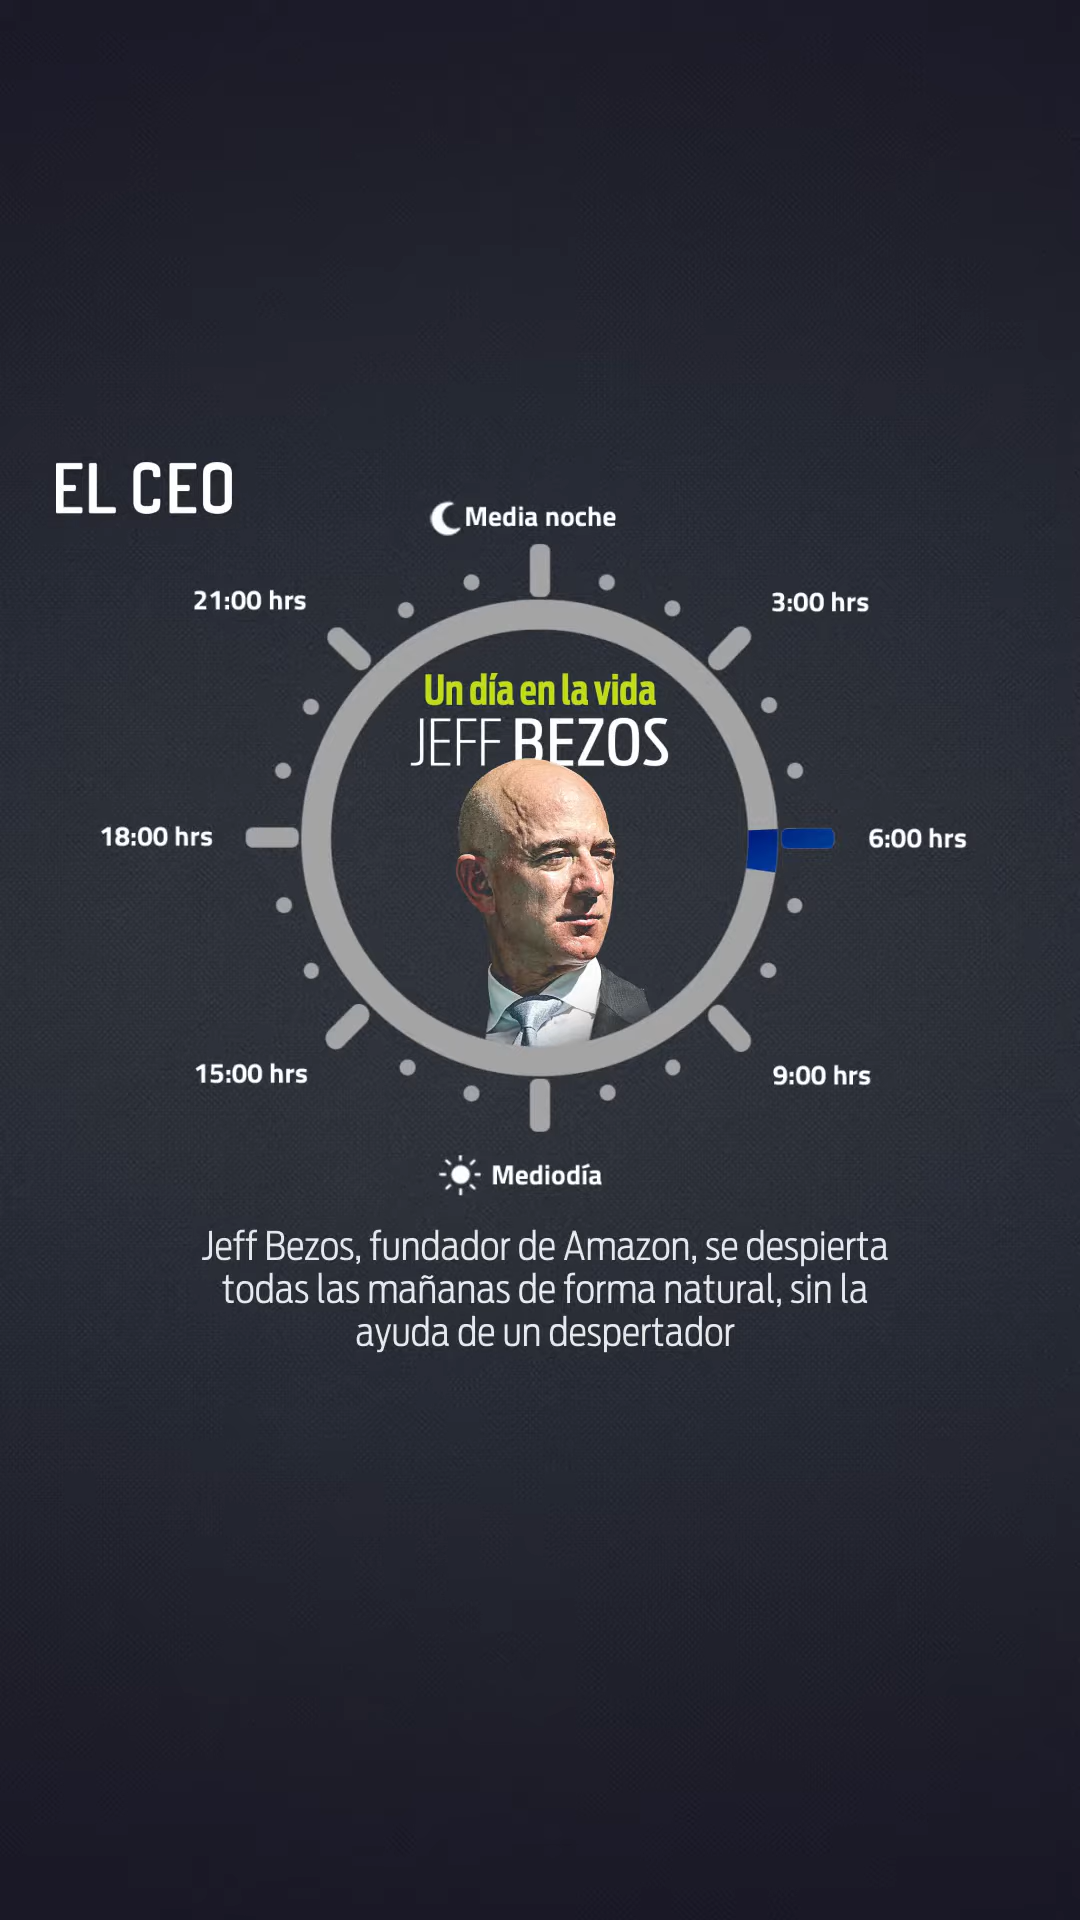 EL CEO
Media noche
21:00 hrs
3:00 hrs
Un día en la vida
JEFF BEZOS
18:00 hrs
6:00 hrs
15:00 hrs
9:00 hrs
Mediodía
Jeff Bezos, fundador de Amazon, se despierta
todas las mañanas de forma natural, sin la
ayuda de un despertador